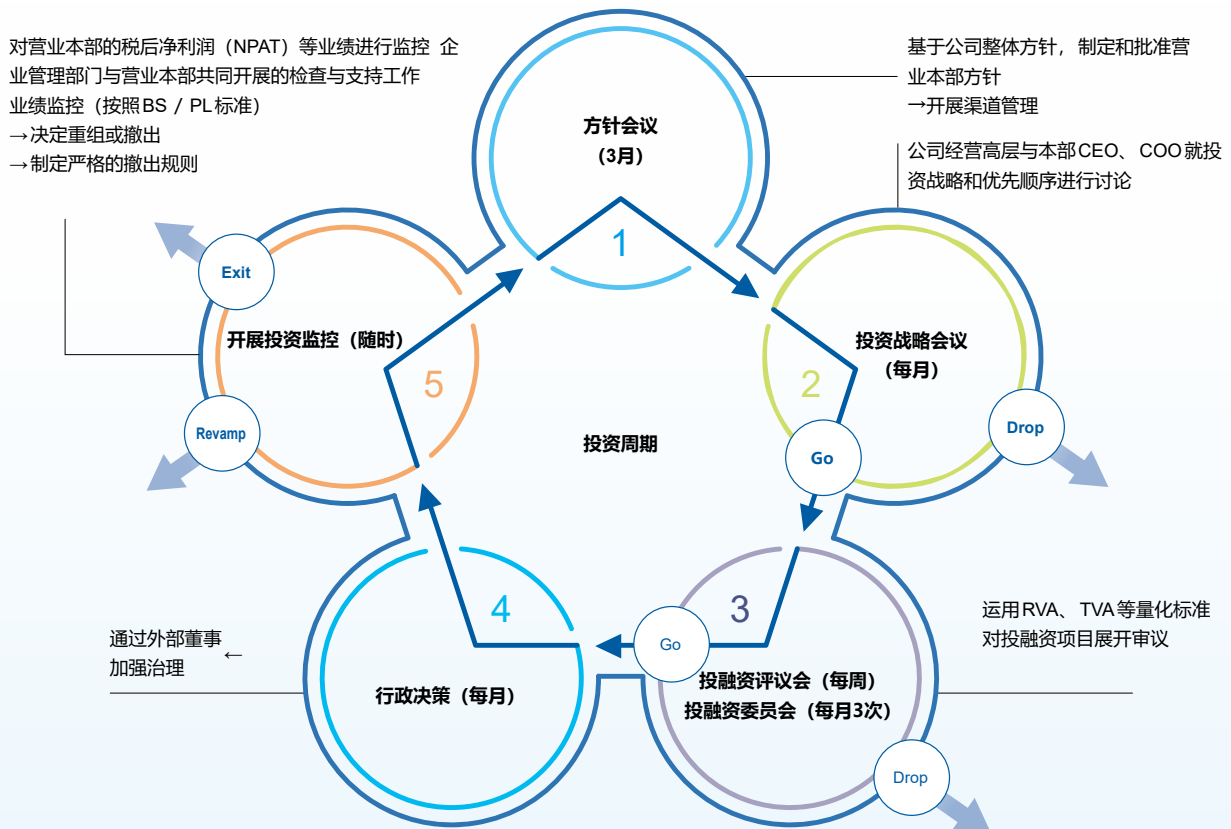 对营业本部的税后净利润（NPAT）等业绩进行监控 企
业管理部门与营业本部共同开展的检查与支持工作
业绩监控（按照BS / PL标准）
→决定重组或撤出
→制定严格的撤出规则
基于公司整体方针，制定和批准营
业本部方针
→开展渠道管理
公司经营高层与本部CEO、COO就投
资战略和优先顺序进行讨论
方针会议
（3月）
1
Exit
开展投资监控（随时）
5
Revamp
投资战略会议
（每月）
2
Go
Drop
投资周期
4
行政决策（每月）
通过外部董事
加强治理 ←
3
Go
投融资评议会（每周）
投融资委员会（每月3次）
Drop
运用RVA、TVA等量化标准
对投融资项目展开审议